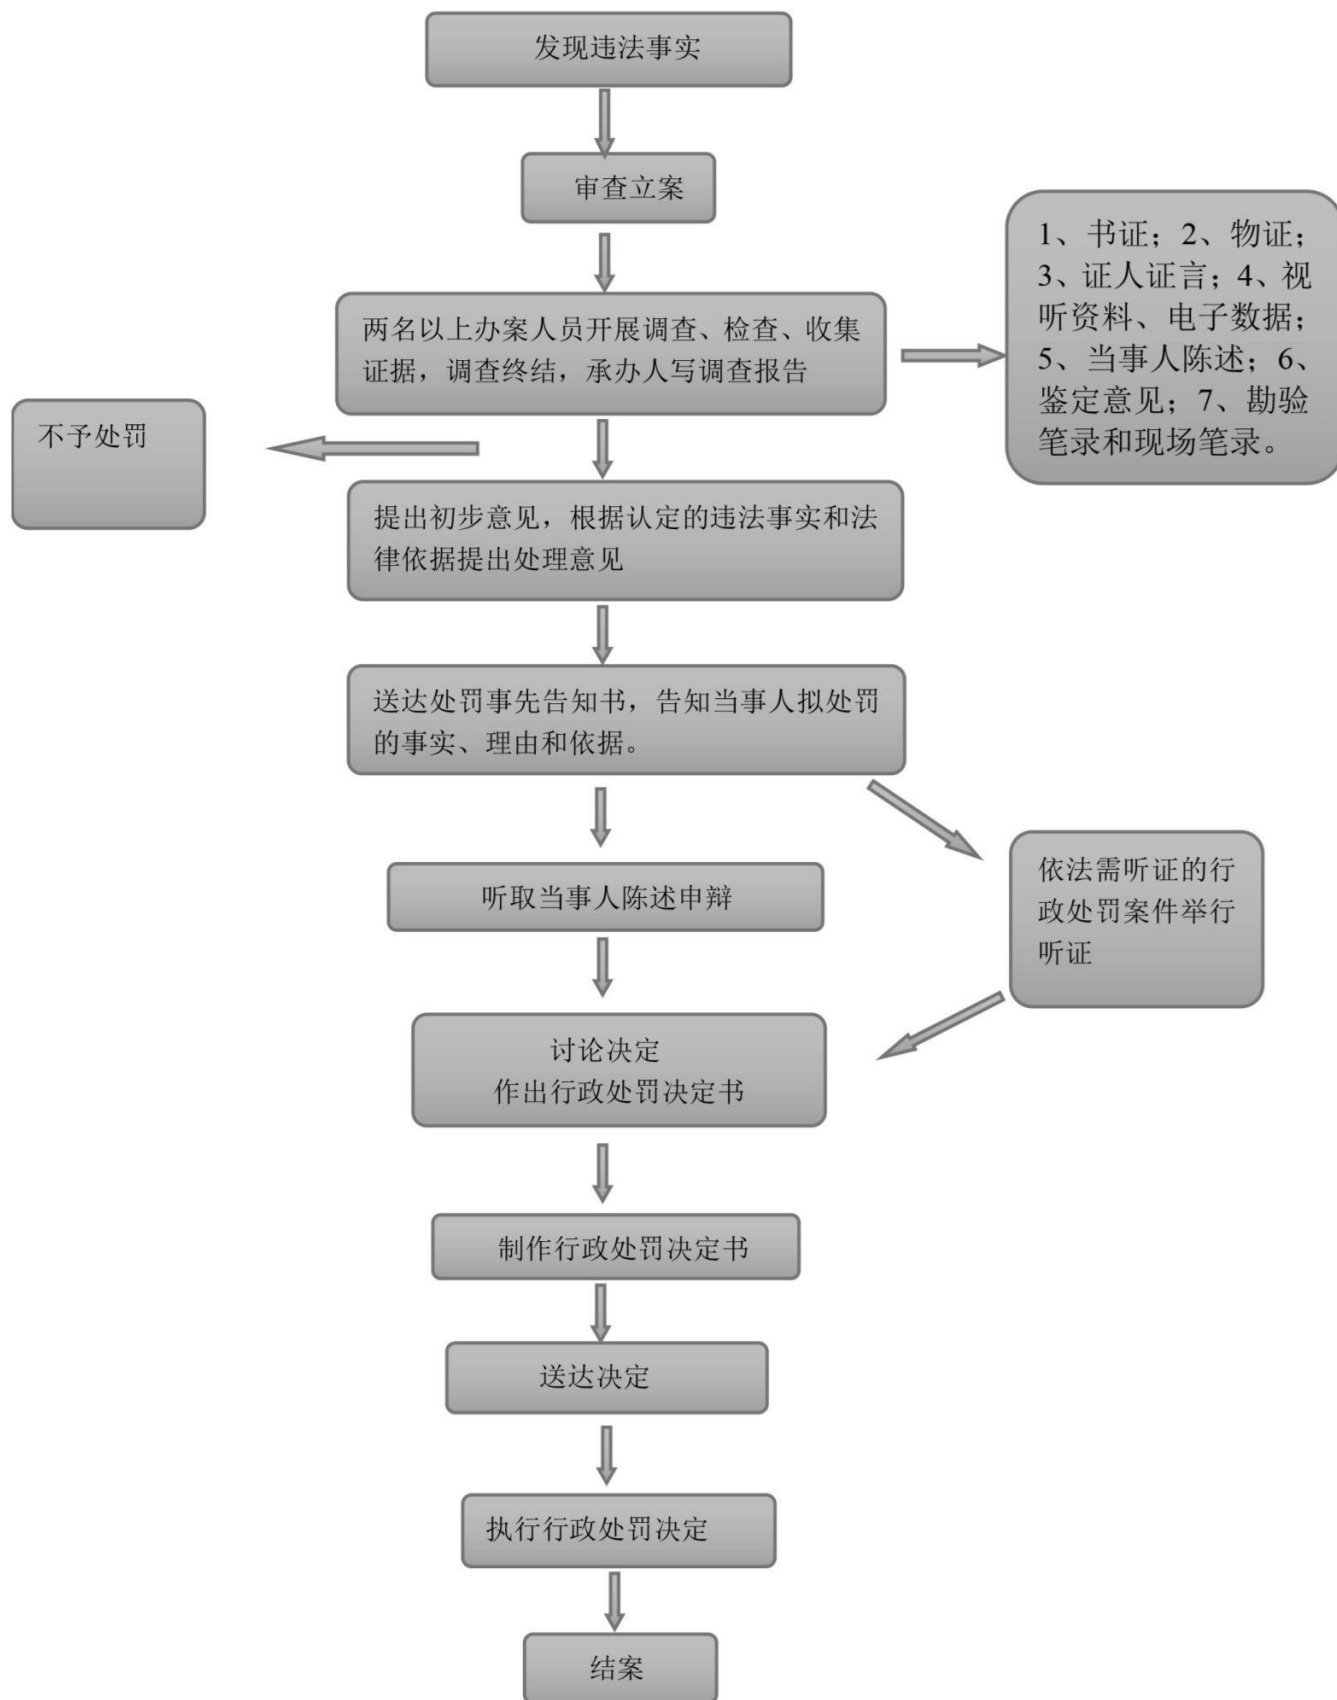 发现违法事实
审查立案
两名以上办案人员开展调查、检查、收集
证据，调查终结，承办人写调查报告
1、书证；2、物证；
3、证人证言；4、视
听资料、电子数据；
5、当事人陈述；6、
鉴定意见；7、勘验
笔录和现场笔录。
不予处罚
提出初步意见，根据认定的违法事实和法
律依据提出处理意见
送达处罚事先告知书，告知当事人拟处罚
的事实、理由和依据。
听取当事人陈述申辩
依法需听证的行
政处罚案件举行
听证
讨论决定
作出行政处罚决定书
制作行政处罚决定书
送达决定
执行行政处罚决定
结案